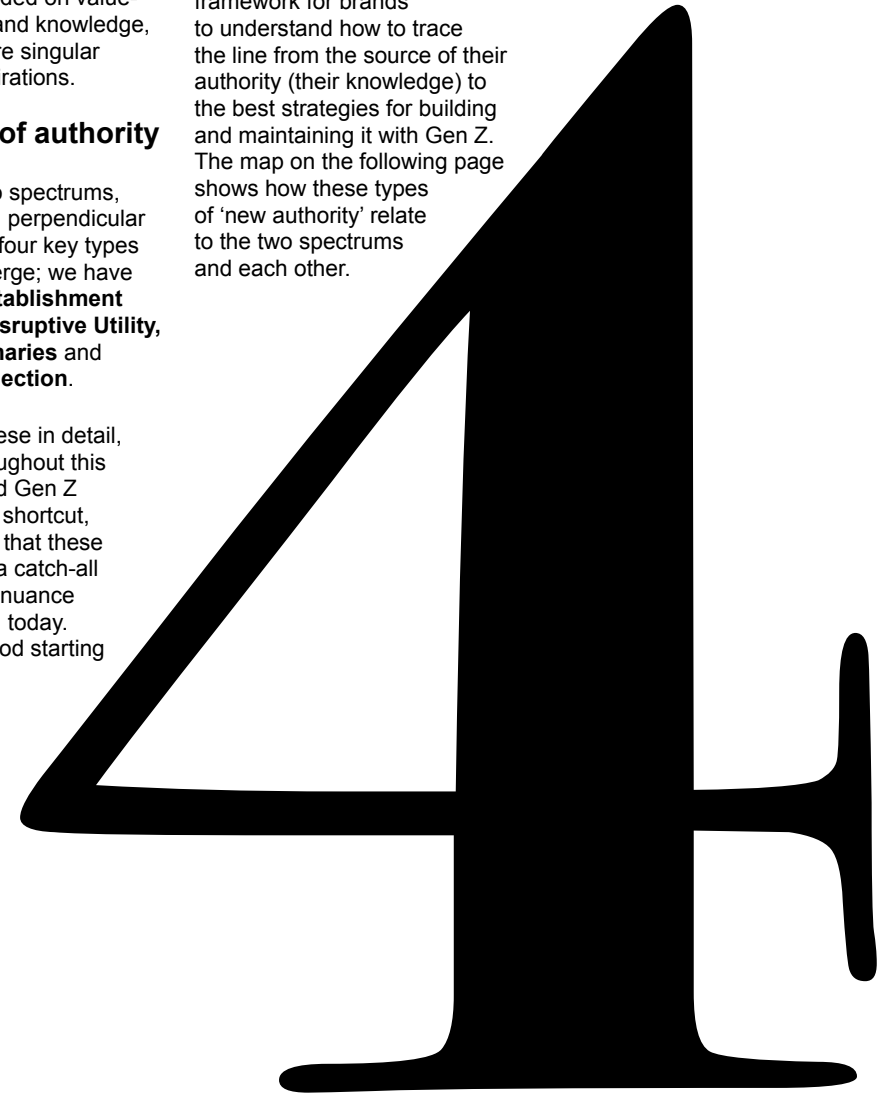 and knowledge,
re singular
irations.
of authority
o spectrums,
perpendicular
four key types
erge; we have
tablishment
sruptive Utility,
naries and
ection.
ese in detail,
ughout this
d Gen Z
shortcut,
that these
a catch-all
nuance
today.
od starting
framework for brands
to understand how to trace
the line from the source of their
authority (their knowledge) to
the best strategies for building
and maintaining it with Gen Z.
The map on the following page
shows how these types
of ‘new authority’ relate
to the two spectrums
and each other.
4